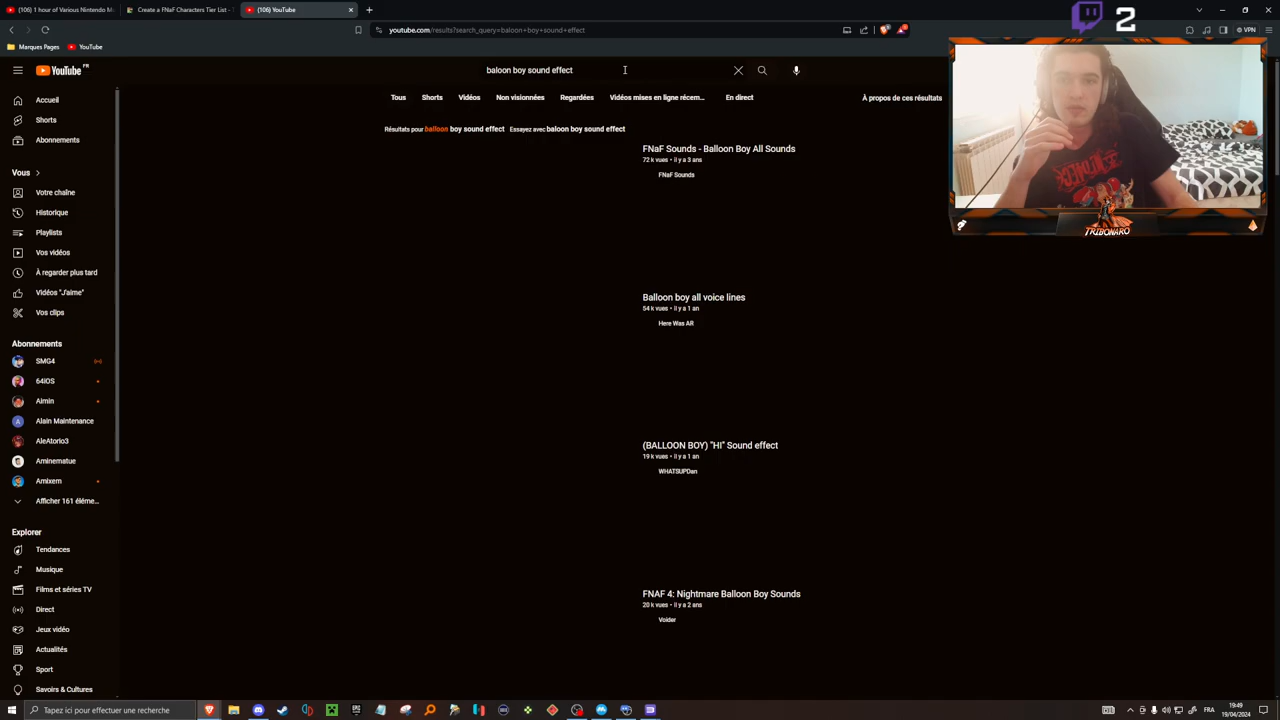 (106) 1 hour of Various Nintendo M
Create a FNaF Characters Tier List -
(106) YouTube
youtube.com/results?search_query=baloon+boy+sound+effect
VPN
Marques Pages
YouTube
2
YouTube FR
baloon boy sound effect
Tous
Shorts
Vidéos
Non visionnées
Regardées
Vidéos mises en ligne récem...
En direct
À propos de ces résultats
Résultats pour balloon boy sound effect Essayez avec baloon boy sound effect
Accueil
Shorts
Abonnements
Vous
Votre chaîne
Historique
Playlists
Vos vidéos
À regarder plus tard
Vidéos "J'aime"
Vos clips
Abonnements
SMG4
64iOS
Aimin
Alain Maintenance
AleAtorio3
Aminematue
Amixem
Afficher 161 éléme...
Explorer
Tendances
Musique
Films et séries TV
Direct
Jeux vidéo
Actualités
Sport
Savoirs & Cultures
FNaF Sounds - Balloon Boy All Sounds
72 k vues • il y a 3 ans
FNaF Sounds
Balloon boy all voice lines
54 k vues • il y a 1 an
Here Was AR
(BALLOON BOY) "HI" Sound effect
19 k vues • il y a 1 an
WHATSUPDan
FNAF 4: Nightmare Balloon Boy Sounds
20 k vues • il y a 2 ans
Voider
TRIBONARO
Tapez ici pour effectuer une recherche
FRA
19:49
19/04/2024